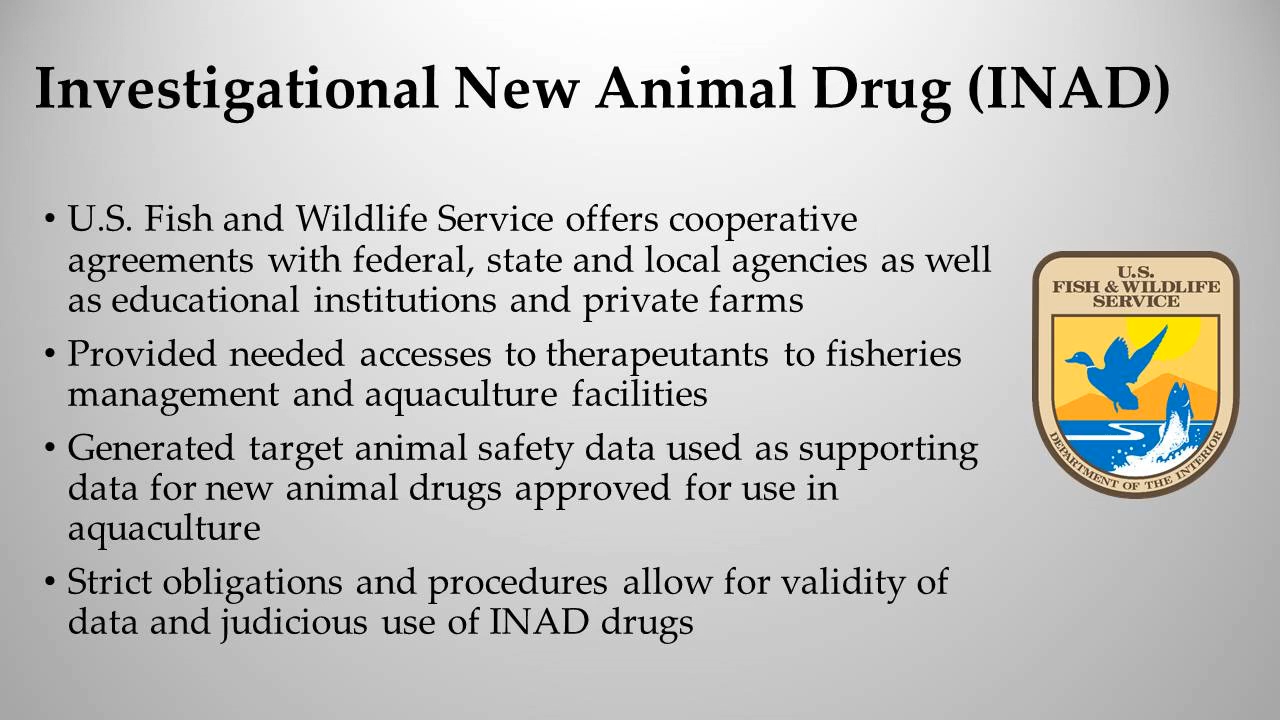 Investigational New Animal Drug (INAD)
• U.S. Fish and Wildlife Service offers cooperative
agreements with federal, state and local agencies as well
as educational institutions and private farms
• Provided needed accesses to therapeutants to fisheries
management and aquaculture facilities
• Generated target animal safety data used as supporting
data for new animal drugs approved for use in
aquaculture
• Strict obligations and procedures allow for validity of
data and judicious use of INAD drugs
U.S.
FISH & WILDLIFE
SERVICE
DEPARTMENT OF THE INTERIOR